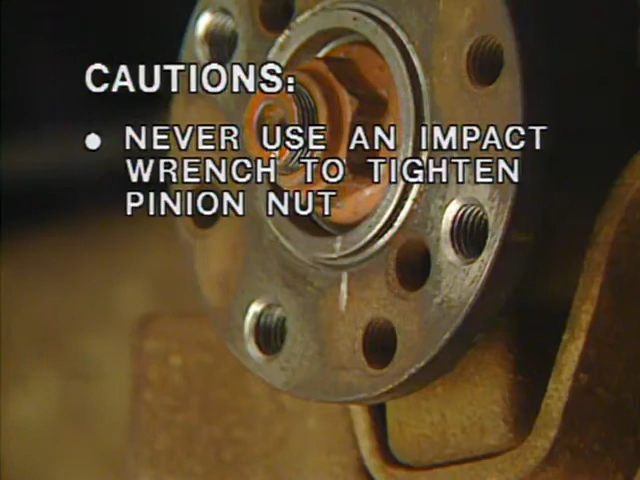 CAUTIONS:
● NEVER USE AN IMPACT
WRENCH TO TIGHTEN
PINION NUT